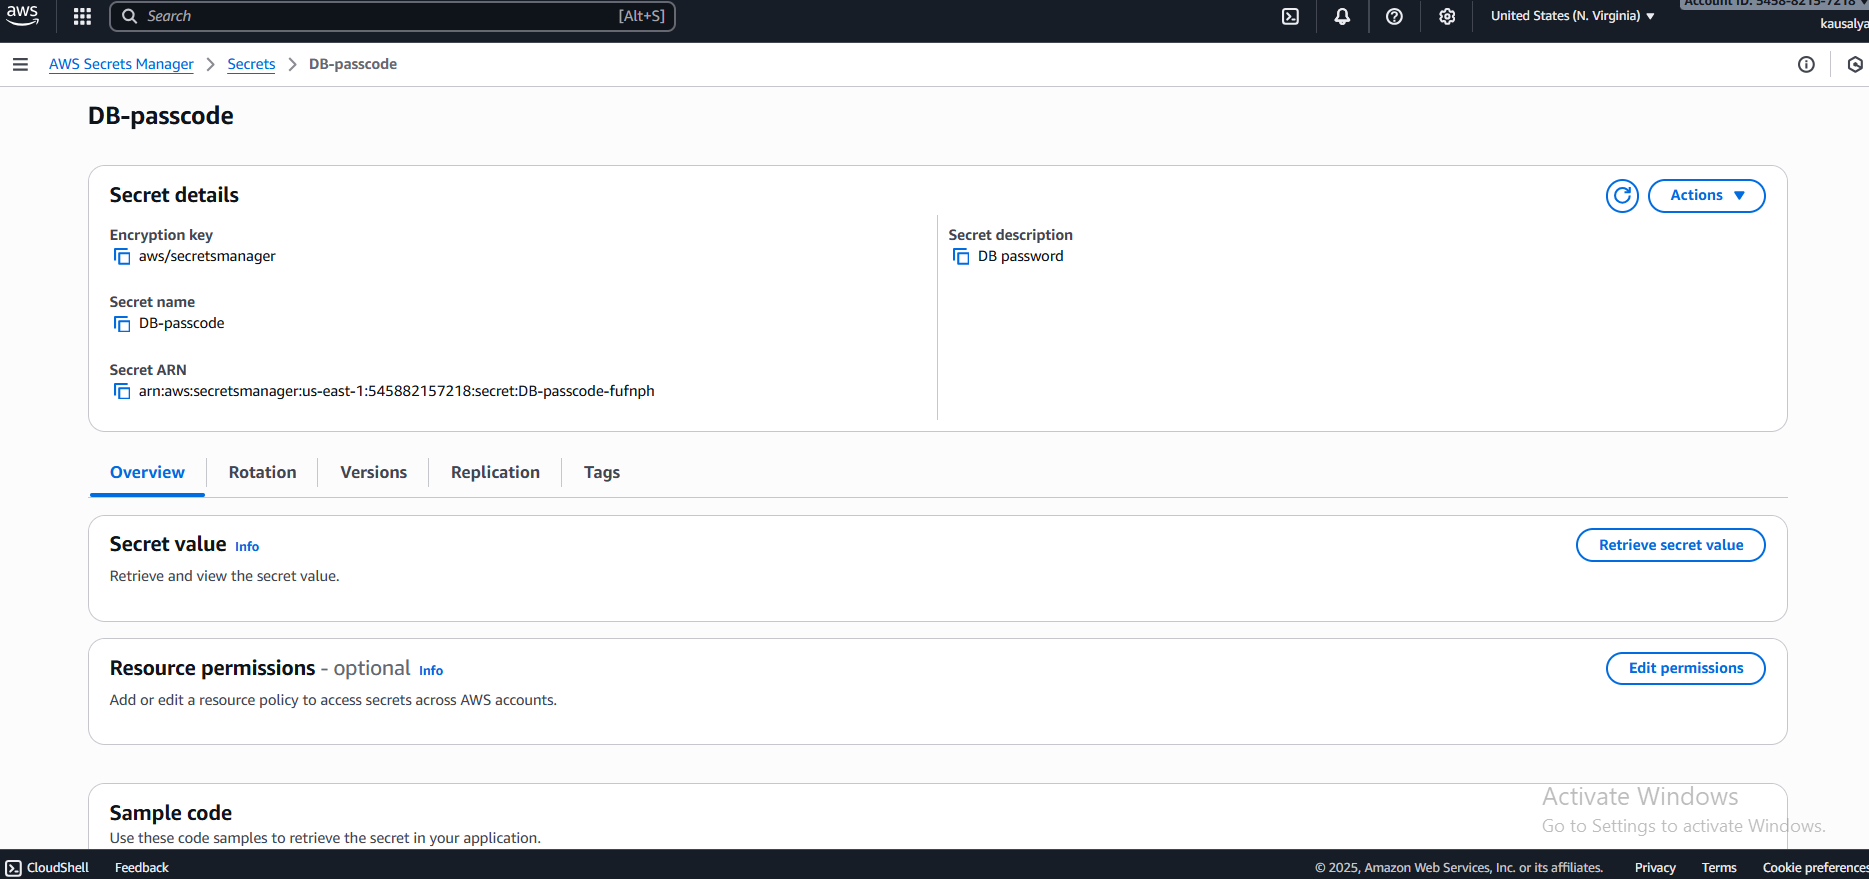 aws Search [Alt+S] United States (N. Virginia) Account ID: 5458-8215-7218
kausalya
AWS Secrets Manager Secrets DB-passcode
DB-passcode
Secret details Actions
Encryption key Secret description
aws/secretsmanager DB password
Secret name
DB-passcode
Secret ARN
arn:aws:secretsmanager:us-east-1:545882157218:secret:DB-passcode-fufnph
Overview Rotation Versions Replication Tags
Secret value Info Retrieve secret value
Retrieve and view the secret value.
Resource permissions - optional Info Edit permissions
Add or edit a resource policy to access secrets across AWS accounts.
Sample code
Use these code samples to retrieve the secret in your application.
Activate Windows
Go to Settings to activate Windows.
CloudShell Feedback © 2025, Amazon Web Services, Inc. or its affiliates. Privacy Terms Cookie preferences